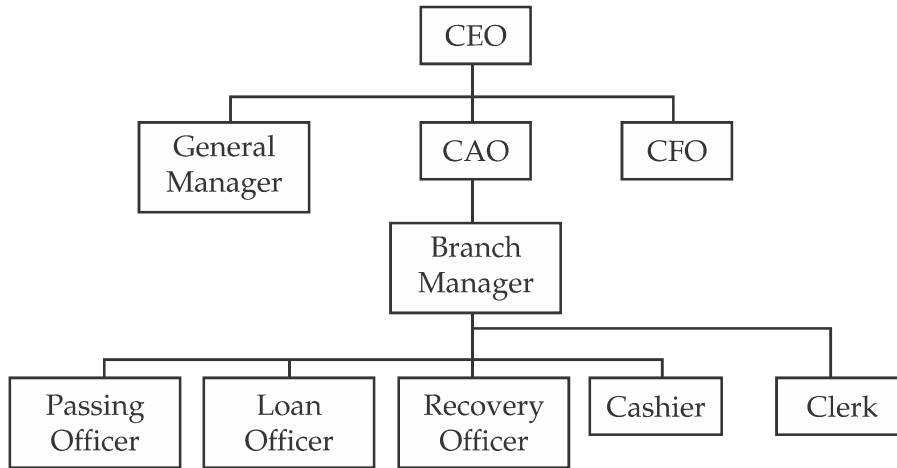 CEO
General
Manager
CAO
CFO
Branch
Manager
Passing
Officer
Loan
Officer
Recovery
Officer
Cashier
Clerk